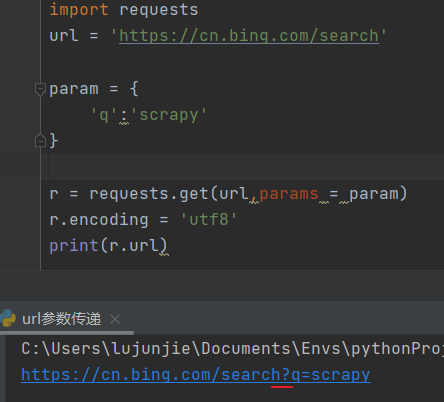 import requests
url = 'https://cn.bing.com/search'
param = {
'q':'scrapy'
}
r = requests.get(url,params = param)
r.encoding = 'utf8'
print(r.url)
url参数传递
C:\Users\lujunjie\Documents\Envs\pythonPro
https://cn.bing.com/search?q=scrapy